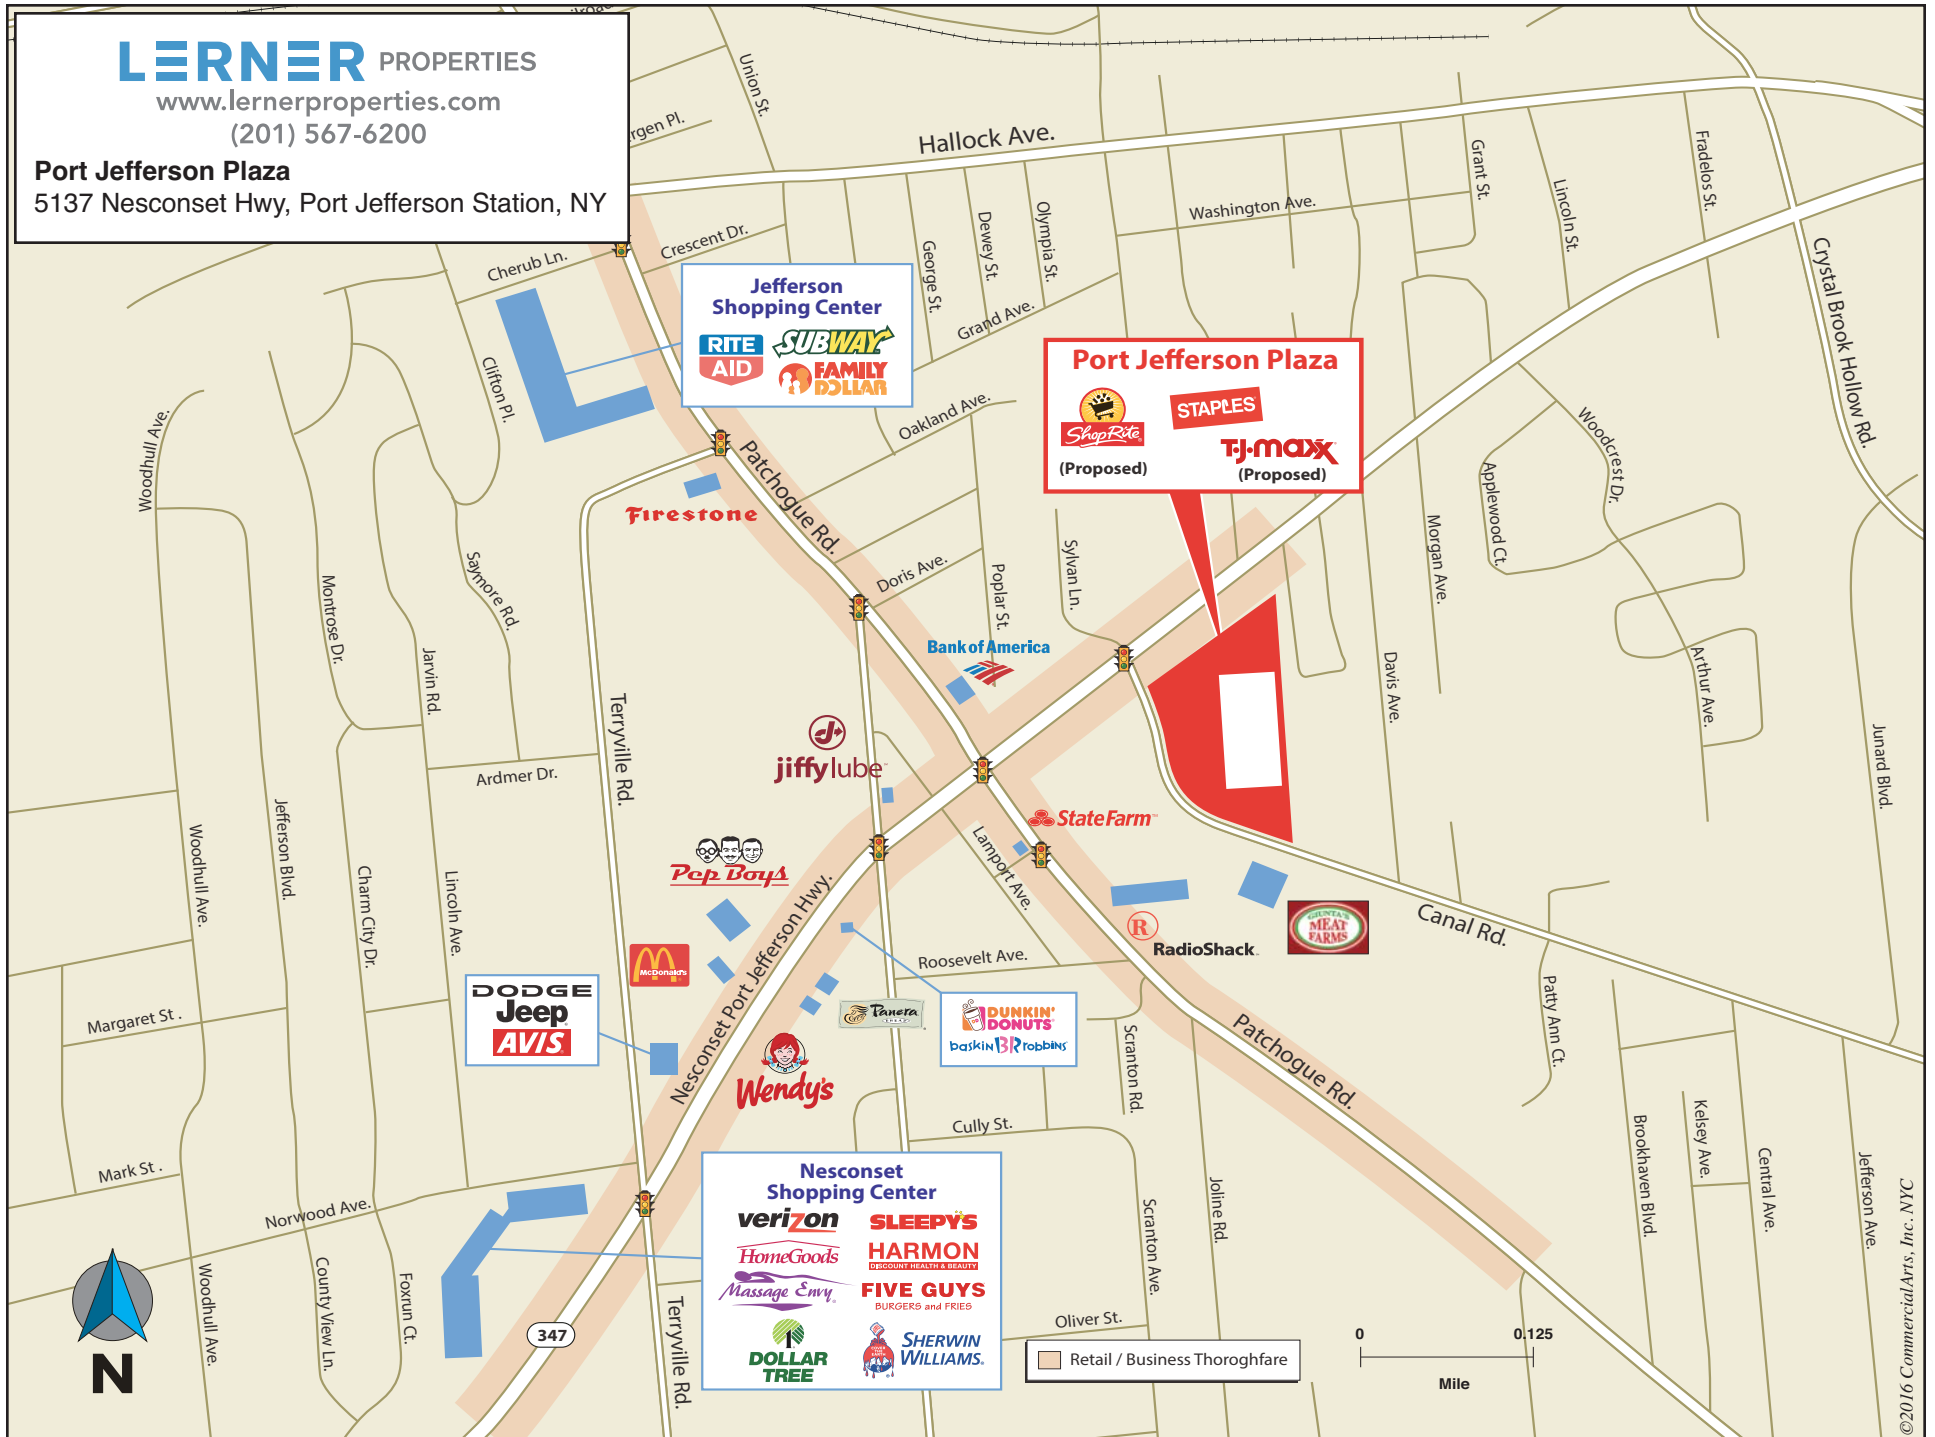 LERNER PROPERTIES
www.lernerproperties.com
(201) 567-6200
Port Jefferson Plaza
5137 Nesconset Hwy, Port Jefferson Station, NY
Union St.
Hallock Ave.
Grant St.
Lincoln St.
Fradelos St.
Crystal Brook Hollow Rd.
Washington Ave.
Olympia St.
Dewey St.
George St.
Grand Ave.
Crescent Dr.
Cherub Ln.
Jefferson
Shopping Center
RITE
AID
SUBWAY
FAMILY
DOLLAR
Port Jefferson Plaza
ShopRite
(Proposed)
STAPLES
T·J·maxx
(Proposed)
Clifton Pl.
Woodhull Ave.
Oakland Ave.
Patchogue Rd.
Firestone
Woodcrest Dr.
Applewood Ct.
Morgan Ave.
Sylvan Ln.
Poplar St.
Doris Ave.
Saymore Rd.
Montrose Dr.
Jarvin Rd.
Bank of America
Davis Ave.
Arthur Ave.
Junard Blvd.
Terryville Rd.
jiffy lube
Ardmer Dr.
Woodhull Ave.
Jefferson Blvd.
Charm City Dr.
Lincoln Ave.
Pep Boys
StateFarm
Lamport Ave.
Nesconset Port Jefferson Hwy.
R
RadioShack
GIUNTA'S
MEAT
FARMS
Canal Rd.
McDonald's
Roosevelt Ave.
DODGE
Jeep
AVIS
Panera
DUNKIN'
DONUTS
baskin BR robbins
Wendy's
Margaret St .
Scranton Rd.
Patchogue Rd.
Patty Ann Ct.
Cully St.
Mark St .
Norwood Ave.
Brookhaven Blvd.
Kelsey Ave.
Central Ave.
Jefferson Ave.
Joline Rd.
Scranton Ave.
Nesconset
Shopping Center
verizon
SLEEPY'S
HomeGoods
HARMON
DISCOUNT HEALTH & BEAUTY
Massage Envy
FIVE GUYS
BURGERS and FRIES
DOLLAR
TREE
COVER
THE
EARTH
SHERWIN
WILLIAMS.
Woodhull Ave.
County View Ln.
Foxrun Ct.
347
Terryville Rd.
Oliver St.
Retail / Business Thoroghfare
0
0.125
Mile
N
©2016 CommercialArts, Inc. NYC